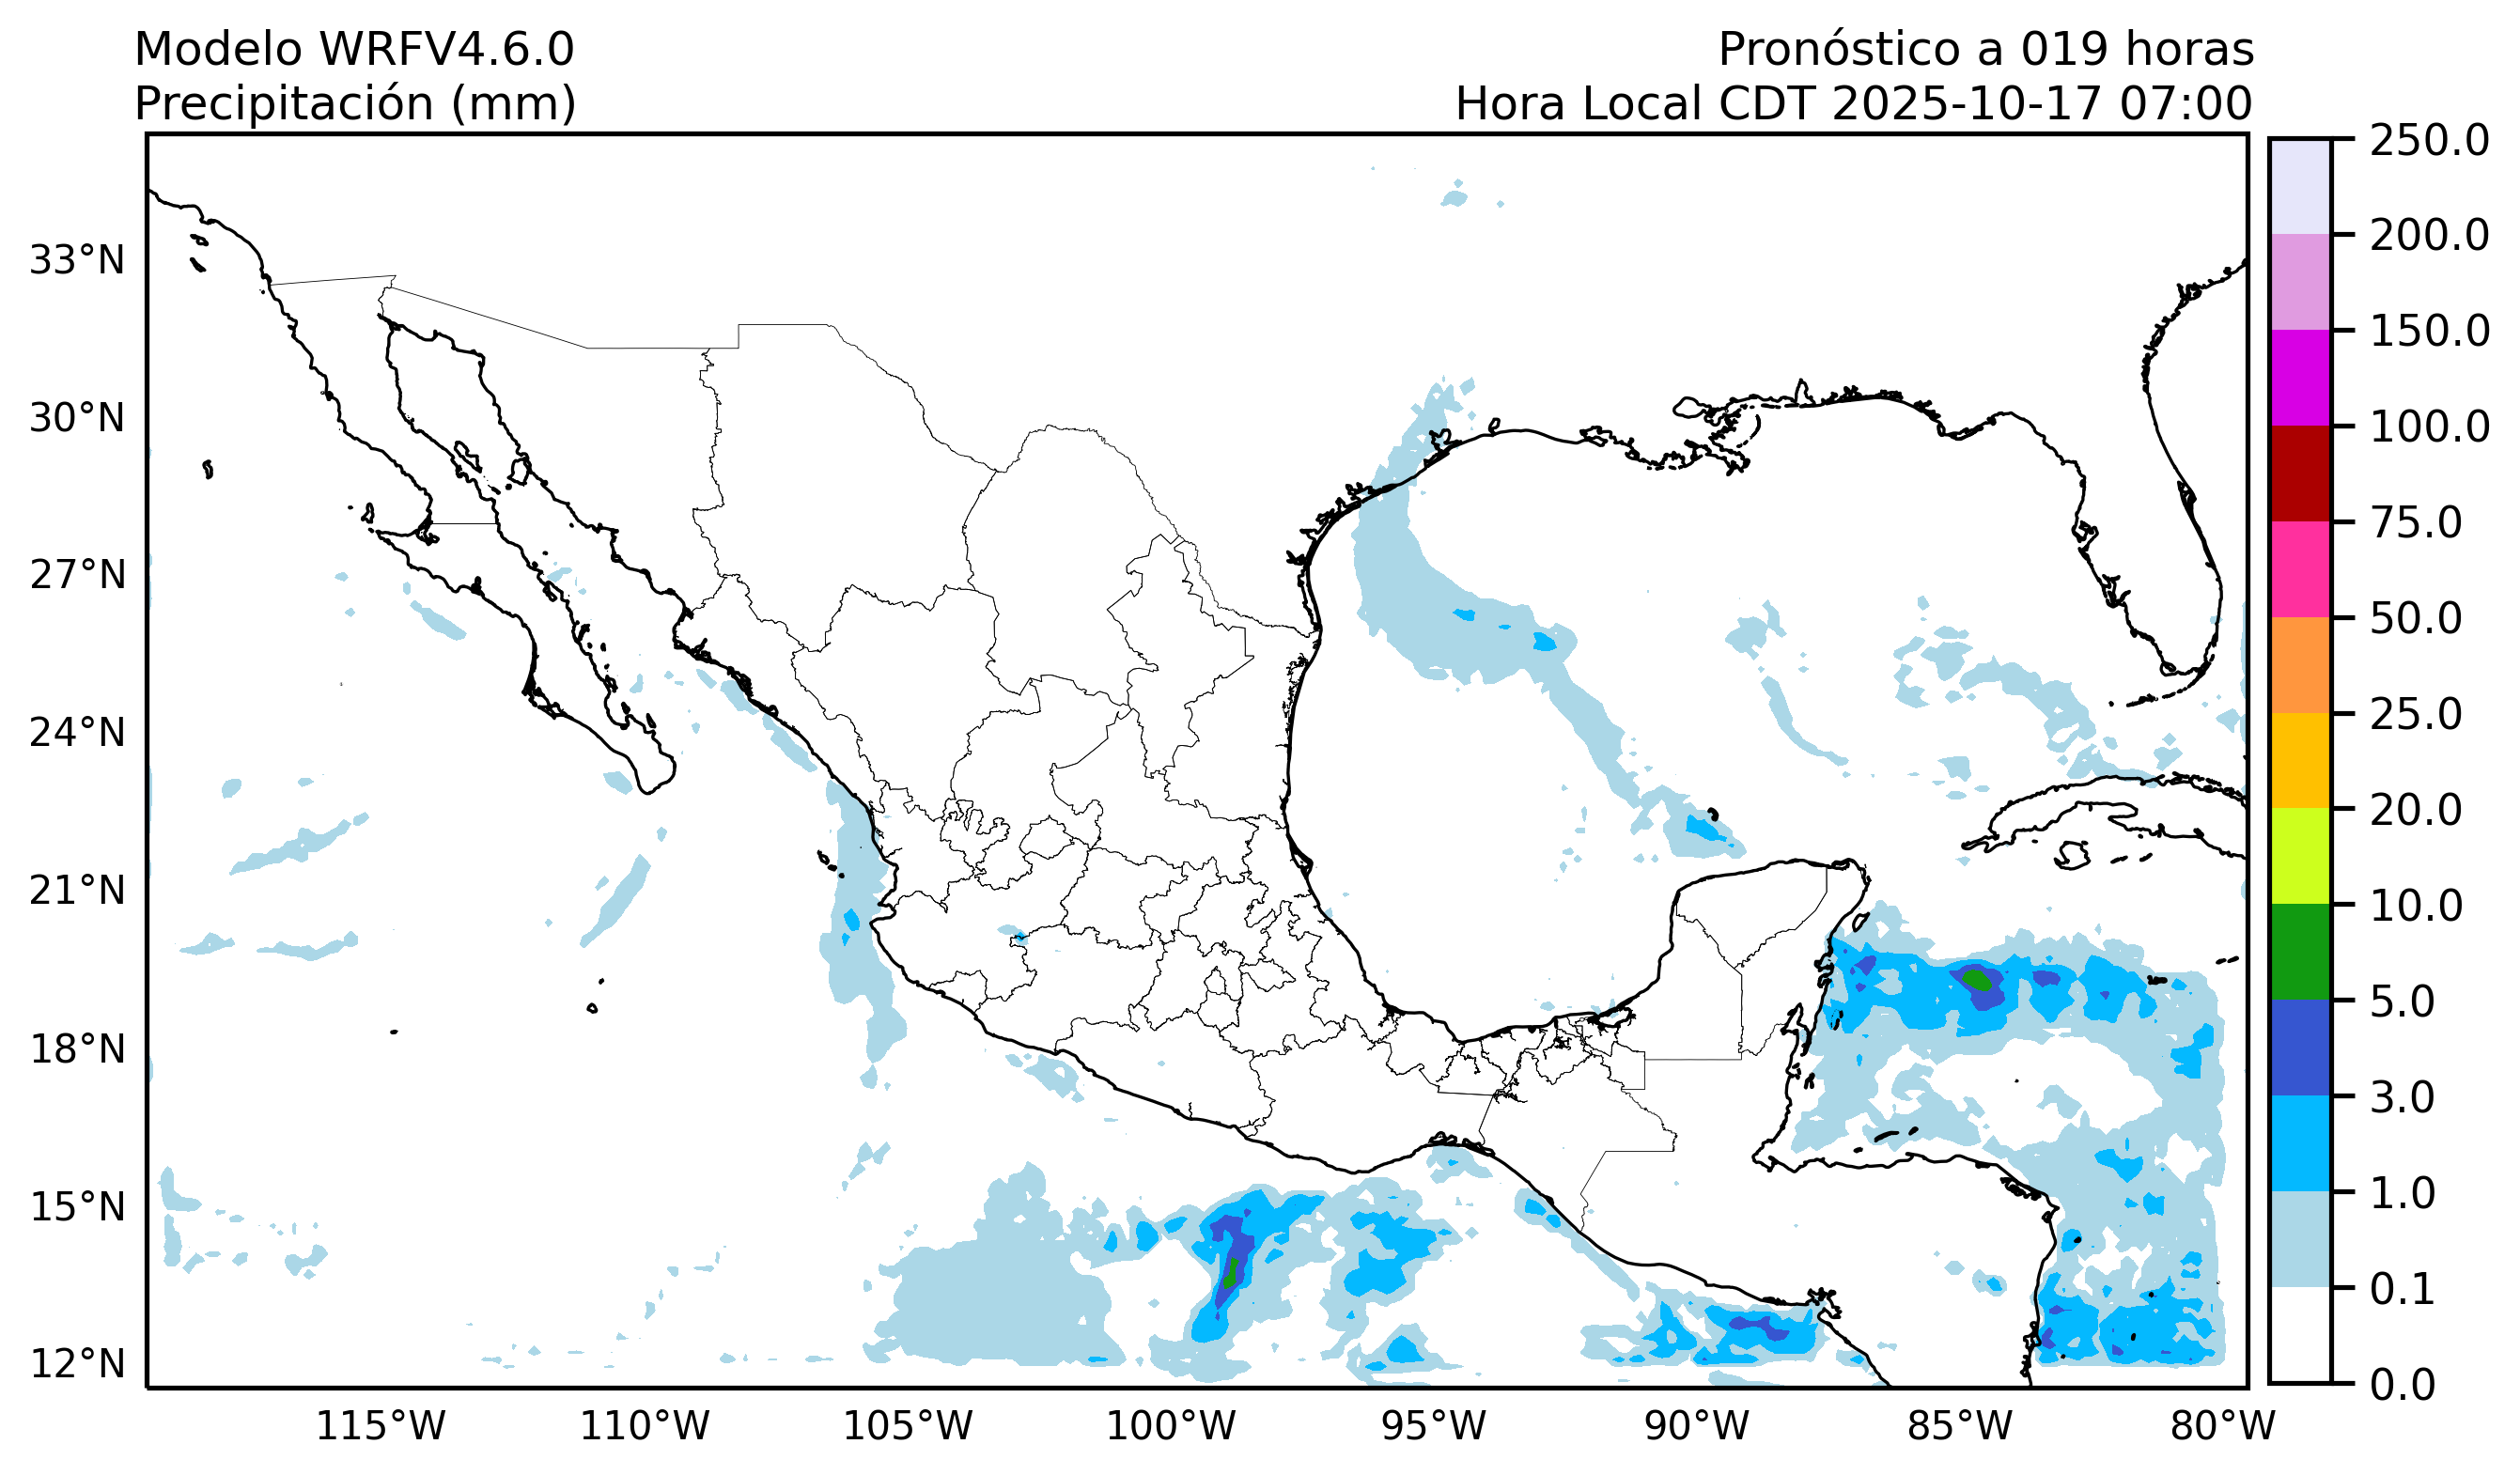 Modelo WRFV4.6.0
Precipitación (mm)
Pronóstico a 019 horas
Hora Local CDT 2025-10-17 07:00
33°N
30°N
27°N
24°N
21°N
18°N
15°N
12°N
115°W
110°W
105°W
100°W
95°W
90°W
85°W
80°W
250.0
200.0
150.0
100.0
75.0
50.0
25.0
20.0
10.0
5.0
3.0
1.0
0.1
0.0